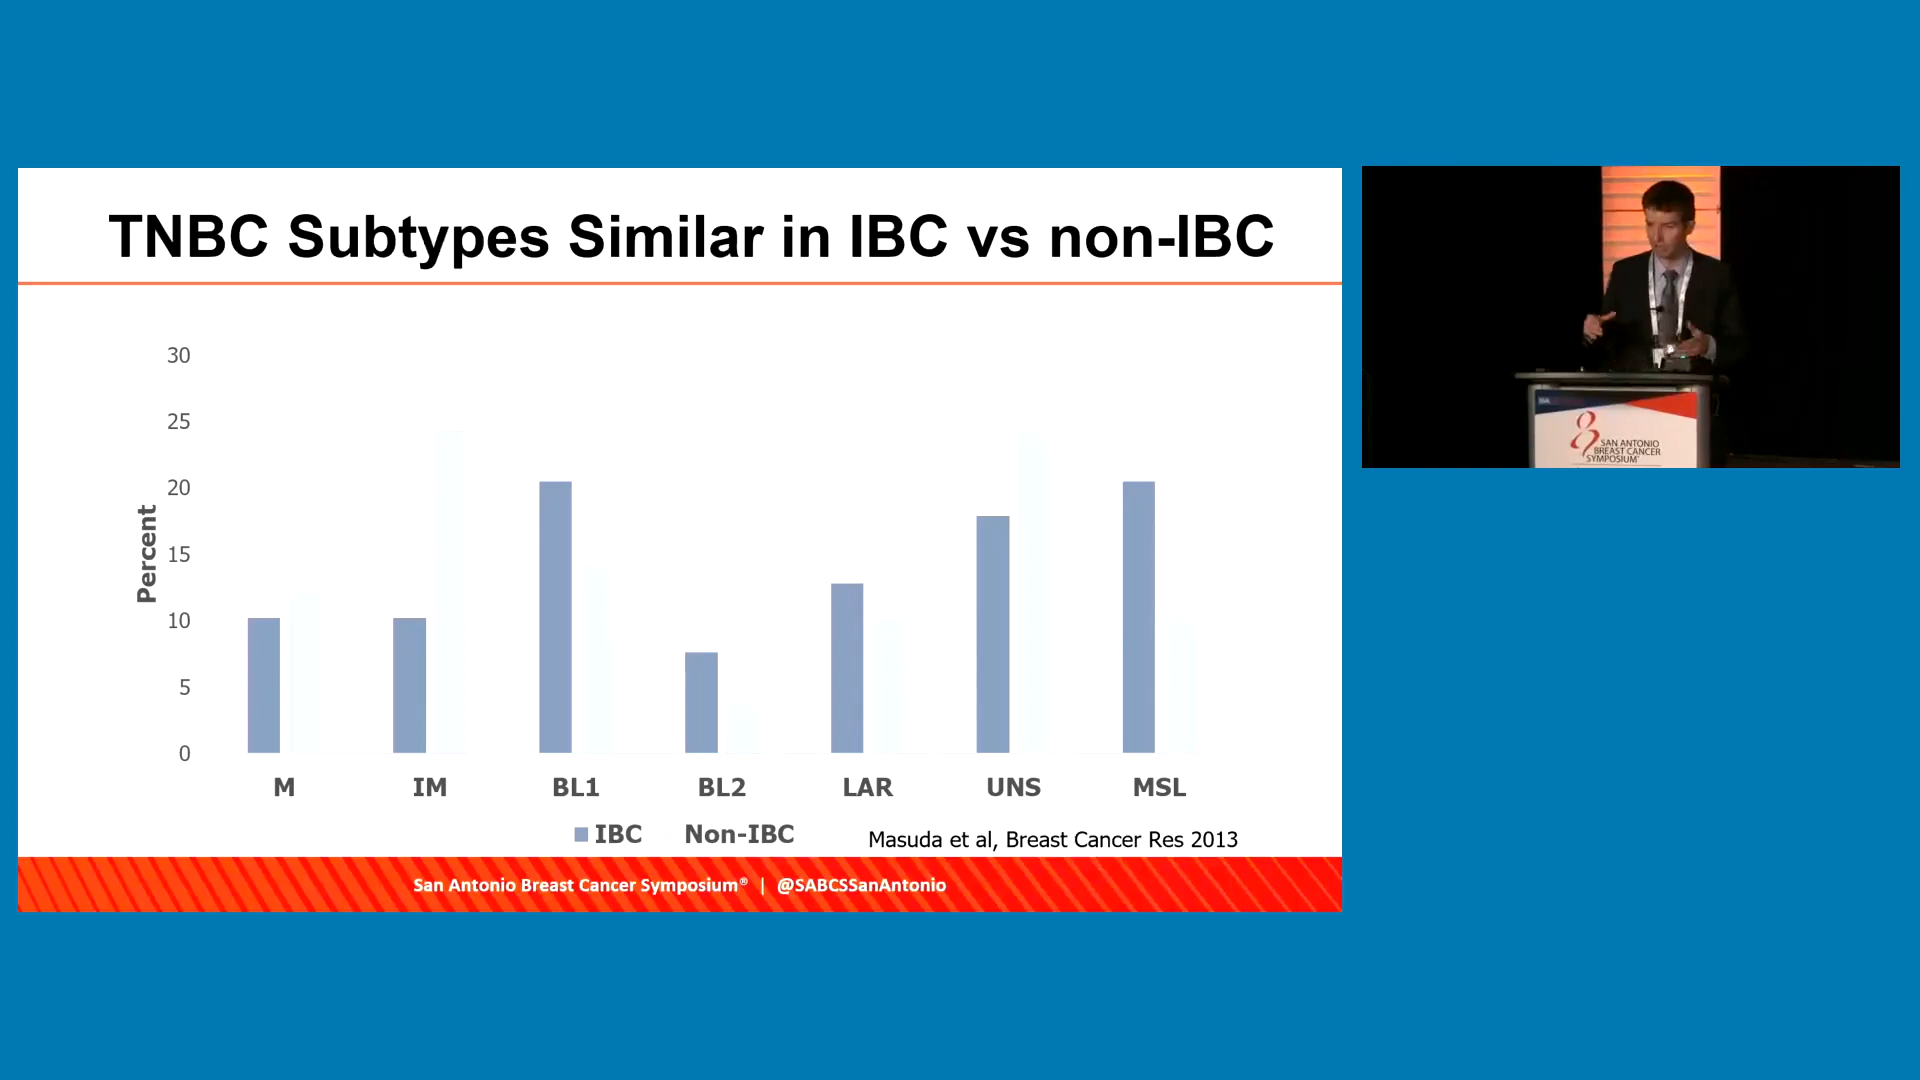 TNBC Subtypes Similar in IBC vs non-IBC
30
25
20
15
10
5
0
Percent
M IM BL1 BL2 LAR UNS MSL
IBC Non-IBC
Masuda et al, Breast Cancer Res 2013
San Antonio Breast Cancer Symposium® | @SABCSSanAntonio
SAN ANTONIO
BREAST CANCER
SYMPOSIUM